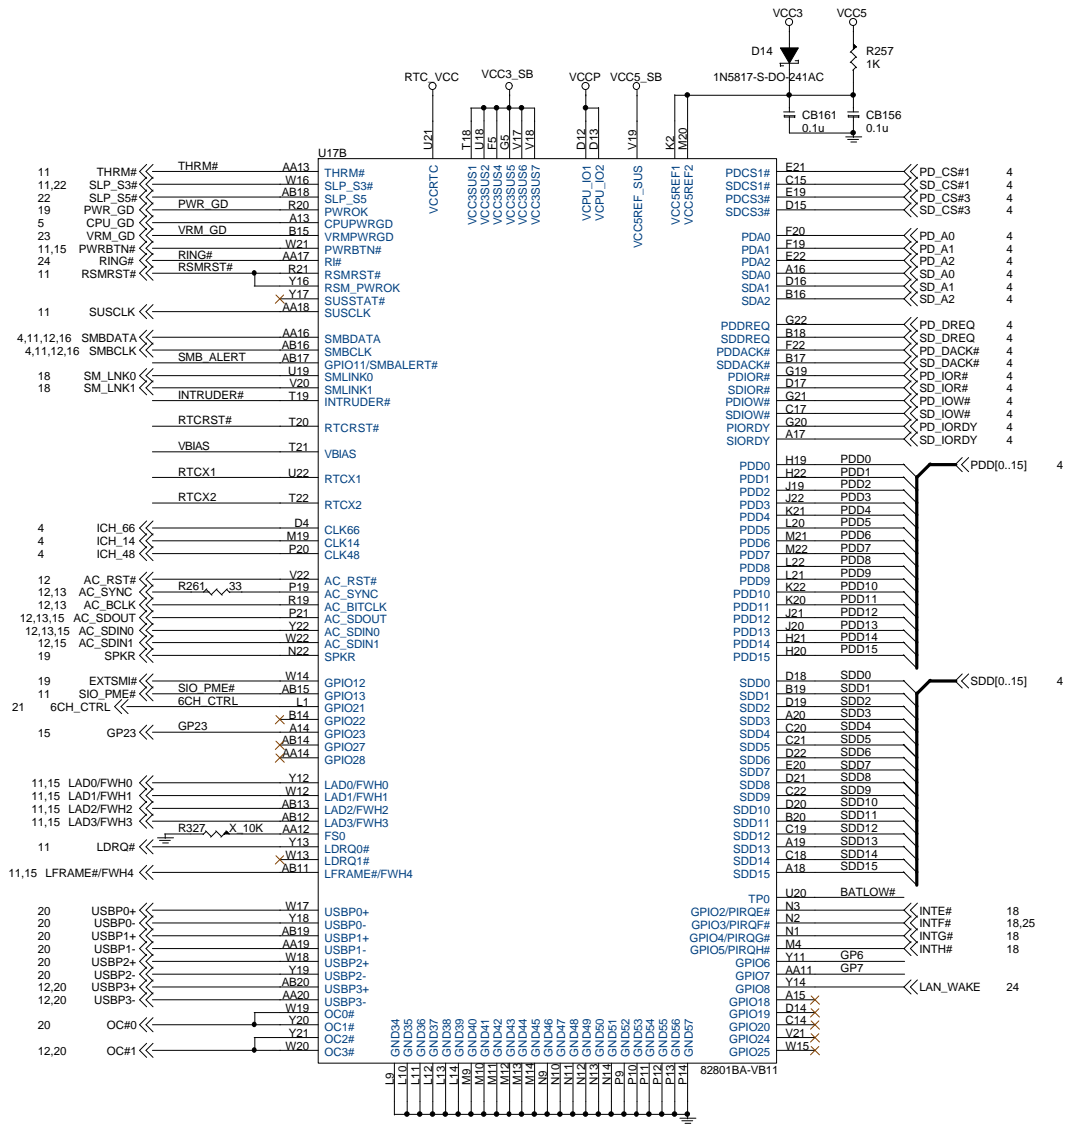 VCC3 VCC5
D14 R257
1K
1N5817-S-DO-241AC
RTC_VCC VCC3_SB VCCP VCC5_SB
CB161 CB156
0.1u 0.1u
U21 T18 U18 F5 G5 V17 V18 D12 D13 V19 K2 M20
U17B
VCCRTC VCC3SUS1 VCC3SUS2 VCC3SUS4 VCC3SUS5 VCC3SUS6 VCC3SUS7 VCPU_IO1 VCPU_IO2 VCC5REF_SUS VCC5REF1 VCC5REF2
11 THRM# THRM# AA13 THRM#
11,22 SLP_S3# W16 SLP_S3#
22 SLP_S5# AB18 SLP_S5
19 PWR_GD PWR_GD R20 PWROK
5 CPU_GD A13 CPUPWRGD
23 VRM_GD VRM_GD B15 VRMPWRGD
11,15 PWRBTN# W21 PWRBTN#
24 RING# RING# AA17 RI#
11 RSMRST# RSMRST# R21 RSMRST#
Y16 RSM_PWROK
Y17 SUSSTAT#
11 SUSCLK AA18 SUSCLK
4,11,12,16 SMBDATA AA16 SMBDATA
4,11,12,16 SMBCLK AB16 SMBCLK
SMB_ALERT AB17 GPIO11/SMBALERT#
18 SM_LNK0 U19 SMLINK0
18 SM_LNK1 V20 SMLINK1
INTRUDER# T19 INTRUDER#
RTCRST# T20 RTCRST#
VBIAS T21 VBIAS
RTCX1 U22 RTCX1
RTCX2 T22 RTCX2
4 ICH_66 D4 CLK66
4 ICH_14 M19 CLK14
4 ICH_48 P20 CLK48
12 AC_RST# V22 AC_RST#
12,13 AC_SYNC R261 33 P19 AC_SYNC
12,13 AC_BCLK R19 AC_BITCLK
12,13,15 AC_SDOUT P21 AC_SDOUT
12,13,15 AC_SDIN0 Y22 AC_SDIN0
12,15 AC_SDIN1 W22 AC_SDIN1
19 SPKR N22 SPKR
19 EXTSMI# W14 GPIO12
11 SIO_PME# SIO_PME# AB15 GPIO13
21 6CH_CTRL 6CH_CTRL L1 GPIO21
B14 GPIO22
15 GP23 GP23 A14 GPIO23
AB14 GPIO27
AA14 GPIO28
11,15 LAD0/FWH0 Y12 LAD0/FWH0
11,15 LAD1/FWH1 W12 LAD1/FWH1
11,15 LAD2/FWH2 AB13 LAD2/FWH2
11,15 LAD3/FWH3 AB12 LAD3/FWH3
R327 X_10K AA12 FS0
11 LDRQ# Y13 LDRQ0#
W13 LDRQ1#
11,15 LFRAME#/FWH4 AB11 LFRAME#/FWH4
20 USBP0+ W17 USBP0+
20 USBP0- Y18 USBP0-
20 USBP1+ AB19 USBP1+
20 USBP1- AA19 USBP1-
20 USBP2+ W18 USBP2+
20 USBP2- Y19 USBP2-
12,20 USBP3+ AB20 USBP3+
12,20 USBP3- AA20 USBP3-
W19 OC0#
20 OC#0 Y20 OC1#
Y21 OC2#
12,20 OC#1 W20 OC3#
PDCS1# E21 PD_CS#1 4
SDCS1# C15 SD_CS#1 4
PDCS3# E19 PD_CS#3 4
SDCS3# D15 SD_CS#3 4
PDA0 F20 PD_A0 4
PDA1 F19 PD_A1 4
PDA2 E22 PD_A2 4
SDA0 A16 SD_A0 4
SDA1 D16 SD_A1 4
SDA2 B16 SD_A2 4
PDDREQ G22 PD_DREQ 4
SDDREQ B18 SD_DREQ 4
PDDACK# F22 PD_DACK# 4
SDDACK# B17 SD_DACK# 4
PDIOR# G19 PD_IOR# 4
SDIOR# D17 SD_IOR# 4
PDIOW# G21 PD_IOW# 4
SDIOW# C17 SD_IOW# 4
PIORDY G20 PD_IORDY 4
SIORDY A17 SD_IORDY 4
PDD0 H19 PDD0 PDD[0..15] 4
PDD1 H22 PDD1
PDD2 J19 PDD2
PDD3 J22 PDD3
PDD4 K21 PDD4
PDD5 L20 PDD5
PDD6 M21 PDD6
PDD7 M22 PDD7
PDD8 L22 PDD8
PDD9 L21 PDD9
PDD10 K22 PDD10
PDD11 K20 PDD11
PDD12 J21 PDD12
PDD13 J20 PDD13
PDD14 H21 PDD14
PDD15 H20 PDD15
SDD0 D18 SDD0 SDD[0..15] 4
SDD1 B19 SDD1
SDD2 D19 SDD2
SDD3 A20 SDD3
SDD4 C20 SDD4
SDD5 C21 SDD5
SDD6 D22 SDD6
SDD7 E20 SDD7
SDD8 D21 SDD8
SDD9 C22 SDD9
SDD10 D20 SDD10
SDD11 B20 SDD11
SDD12 C19 SDD12
SDD13 A19 SDD13
SDD14 C18 SDD14
SDD15 A18 SDD15
TP0 U20 BATLOW#
GPIO2/PIRQE# N3 INTE# 18
GPIO3/PIRQF# N2 INTF# 18,25
GPIO4/PIRQG# N1 INTG# 18
GPIO5/PIRQH# M4 INTH# 18
GPIO6 Y11 GP6
GPIO7 AA11 GP7
GPIO8 Y14 LAN_WAKE 24
GPIO18 A15
GPIO19 D14
GPIO20 C14
GPIO24 V21
GPIO25 W15
GND34 GND35 GND36 GND37 GND38 GND39 GND40 GND41 GND42 GND43 GND44 GND45 GND46 GND47 GND48 GND49 GND50 GND51 GND52 GND53 GND54 GND55 GND56 GND57
82801BA-VB11
L9 L10 L11 L12 L13 L14 M9 M10 M11 M12 M13 M14 N9 N10 N11 N12 N13 N14 P9 P10 P11 P12 P13 P14